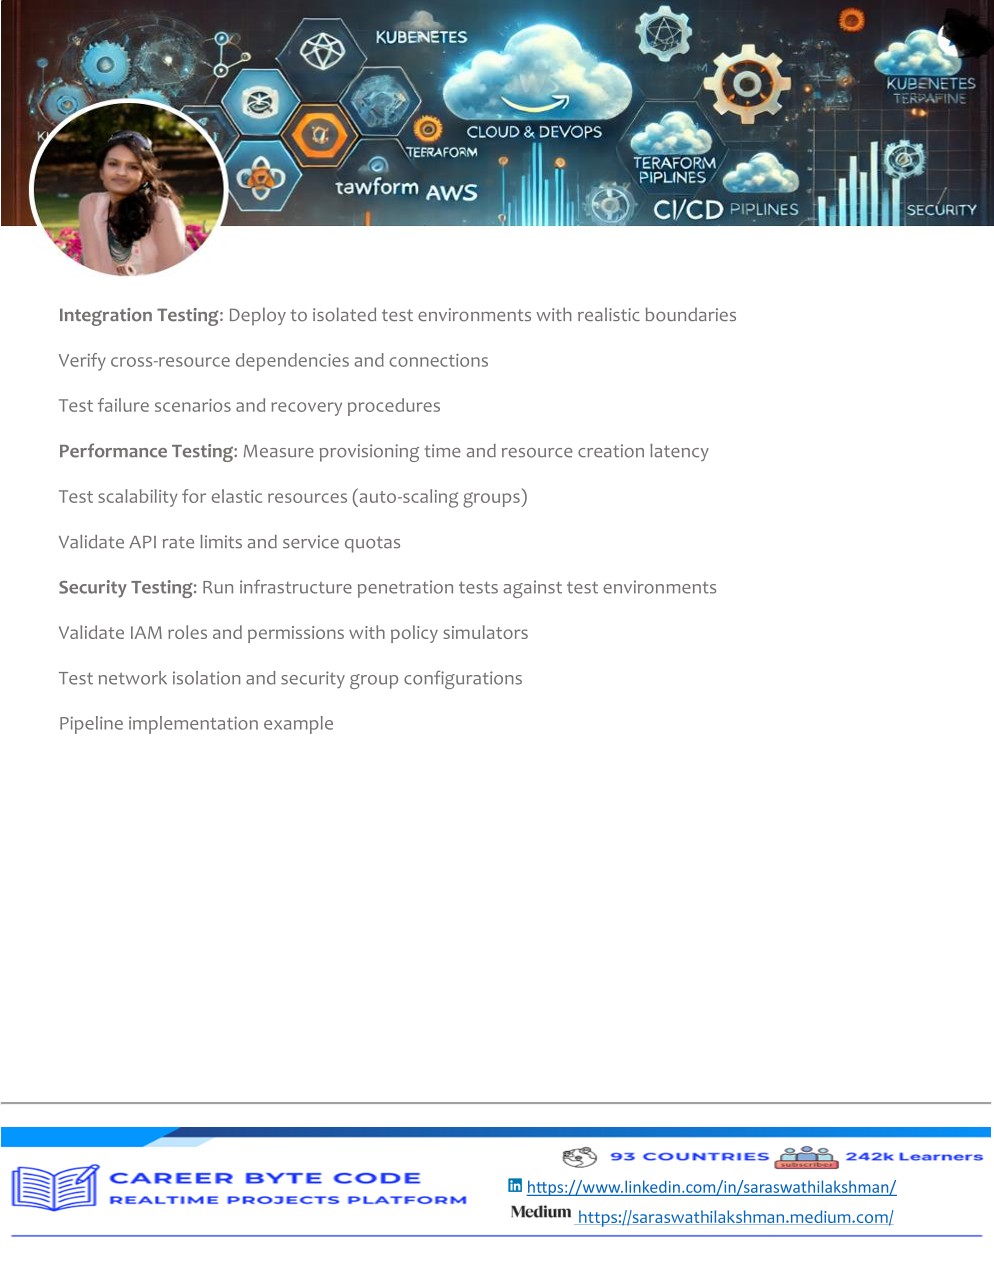 KUBENETES
CLOUD & DEVOPS
TEERAFORM
tawform AWS
TERAFORM
PIPLINES
CI/CD PIPLINES
KUBENETES
TERPAFINE
SECURITY
Integration Testing: Deploy to isolated test environments with realistic boundaries
Verify cross-resource dependencies and connections
Test failure scenarios and recovery procedures
Performance Testing: Measure provisioning time and resource creation latency
Test scalability for elastic resources (auto-scaling groups)
Validate API rate limits and service quotas
Security Testing: Run infrastructure penetration tests against test environments
Validate IAM roles and permissions with policy simulators
Test network isolation and security group configurations
Pipeline implementation example
CAREER BYTE CODE
REALTIME PROJECTS PLATFORM
93 COUNTRIES subscriber 242k Learners
in https://www.linkedin.com/in/saraswathilakshman/
Medium https://saraswathilakshman.medium.com/